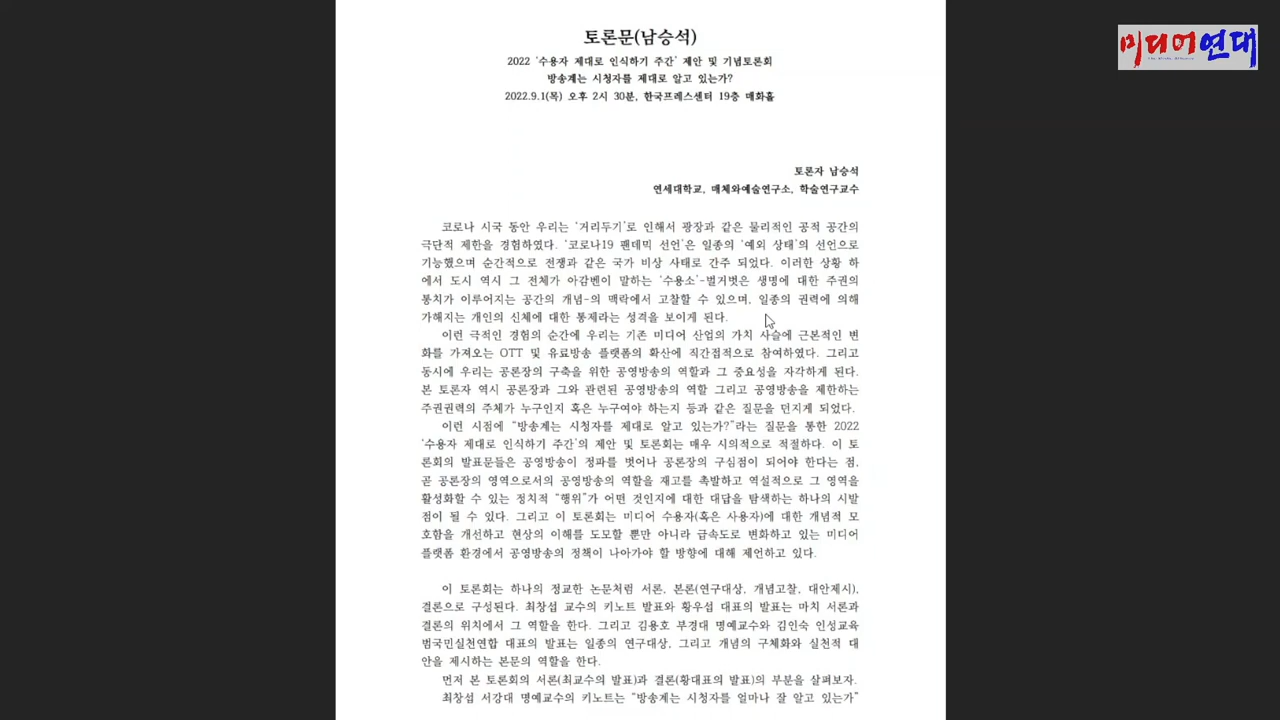 토론문(남승석)
2022 '수용자 제대로 인식하기 주간' 제안 및 기념토론회
방송계는 시청자를 제대로 알고 있는가?
2022.9.1(목) 오후 2시 30분, 한국프레스센터 19층 매화홀
미디어연대
The Media Alliance
토론자 남승석
연세대학교, 매체와예술연구소, 학술연구교수
코로나 시국 동안 우리는 '거리두기'로 인해서 광장과 같은 물리적인 공적 공간의
극단적 제한을 경험하였다. '코로나19 팬데믹 선언'은 일종의 '예외 상태'의 선언으로
기능했으며 순간적으로 전쟁과 같은 국가 비상 사태로 간주 되었다. 이러한 상황 하
에서 도시 역시 그 전체가 아감벤이 말하는 '수용소'-벌거벗은 생명에 대한 주권의
통치가 이루어지는 공간의 개념-의 맥락에서 고찰할 수 있으며, 일종의 권력에 의해
가해지는 개인의 신체에 대한 통제라는 성격을 보이게 된다.
이런 극적인 경험의 순간에 우리는 기존 미디어 산업의 가치 사슬에 근본적인 변
화를 가져오는 OTT 및 유료방송 플랫폼의 확산에 직간접적으로 참여하였다. 그리고
동시에 우리는 공론장의 구축을 위한 공영방송의 역할과 그 중요성을 자각하게 된다.
본 토론자 역시 공론장과 그와 관련된 공영방송의 역할 그리고 공영방송을 제한하는
주권권력의 주체가 누구인지 혹은 누구여야 하는지 등과 같은 질문을 던지게 되었다.
이런 시점에 "방송계는 시청자를 제대로 알고 있는가?"라는 질문을 통한 2022
'수용자 제대로 인식하기 주간'의 제안 및 토론회는 매우 시의적으로 적절하다. 이 토
론회의 발표문들은 공영방송이 정파를 벗어나 공론장의 구심점이 되어야 한다는 점,
곧 공론장의 영역으로서의 공영방송의 역할을 재고를 촉발하고 역설적으로 그 영역을
활성화할 수 있는 정치적 "행위"가 어떤 것인지에 대한 대답을 탐색하는 하나의 시발
점이 될 수 있다. 그리고 이 토론회는 미디어 수용자(혹은 사용자)에 대한 개념적 모
호함을 개선하고 현상의 이해를 도모할 뿐만 아니라 급속도로 변화하고 있는 미디어
플랫폼 환경에서 공영방송의 정책이 나아가야 할 방향에 대해 제언하고 있다.
이 토론회는 하나의 정교한 논문처럼 서론, 본론(연구대상, 개념고찰, 대안제시),
결론으로 구성된다. 최창섭 교수의 키노트 발표와 황우섭 대표의 발표는 마치 서론과
결론의 위치에서 그 역할을 한다. 그리고 김용호 부경대 명예교수와 김인숙 인성교육
범국민실천연합 대표의 발표는 일종의 연구대상, 그리고 개념의 구체화와 실천적 대
안을 제시하는 본문의 역할을 한다.
먼저 본 토론회의 서론(최교수의 발표)과 결론(황대표의 발표)의 부분을 살펴보자.
최창섭 서강대 명예교수의 키노트는 "방송계는 시청자를 얼마나 잘 알고 있는가"